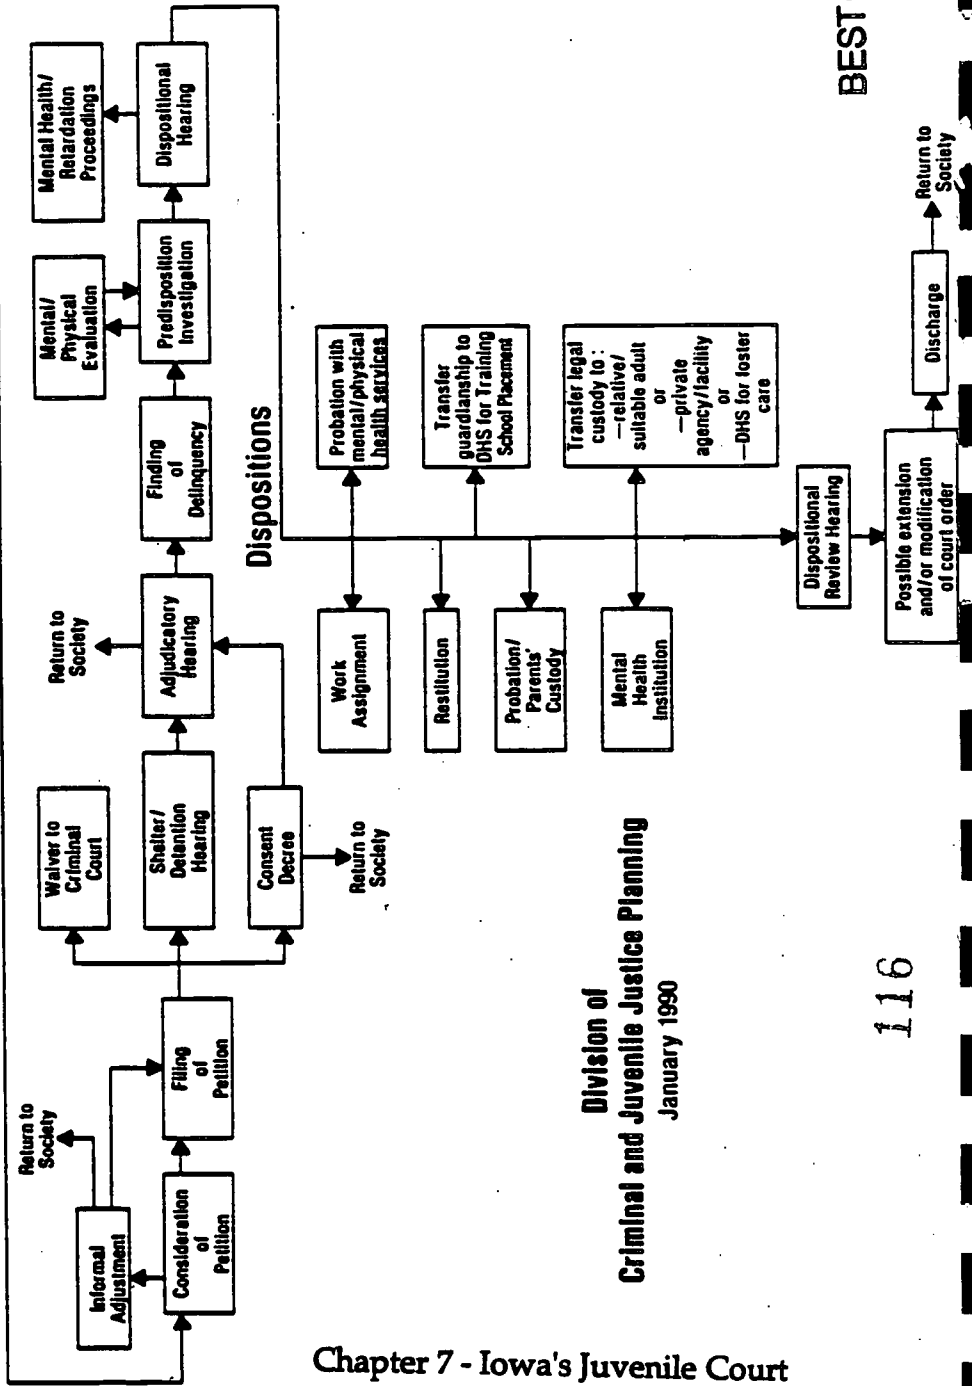 Return to
Society
Informal
Adjustment
Consideration
of
Petition
Filing
of
Petition
Waiver to
Criminal
Court
Shelter/
Detention
Hearing
Consent
Decree
Return to
Society
Return to
Society
Adjudicatory
Hearing
Finding
of
Delinquency
Mental/
Physical
Evaluation
Predisposition
Investigation
Mental Health/
Retardation
Proceedings
Dispositional
Hearing
Dispositions
Work
Assignment
Probation with
mental/physical
health services
Restitution
Transfer
guardianship to
DHS for Training
School Placement
Probation/
Parents'
Custody
Mental
Health
Institution
Transfer legal
custody to :
—relative/
suitable adult
or
—private
agency/facility
or
—DHS for foster
care
Dispositional
Review Hearing
Possible extension
and/or modification
of court order
Discharge
Return to
Society
Division of
Criminal and Juvenile Justice Planning
January 1990
116
BEST
Chapter 7 - Iowa's Juvenile Court